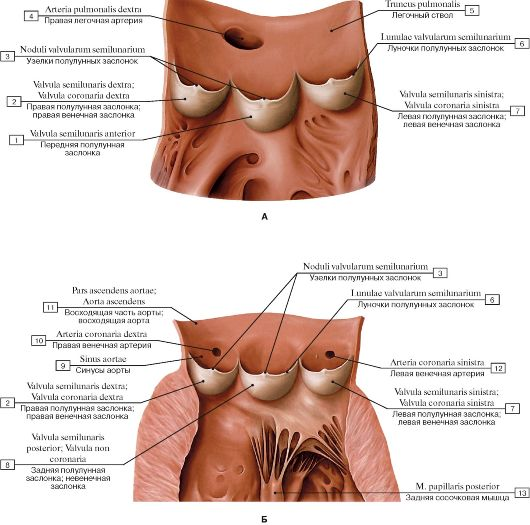 4
Arteria pulmonalis dextra
Правая легочная артерия
Truncus pulmonalis
Легочный ствол
5
3
Noduli valvularum semilunarium
Узелки полулунных заслонок
Lunulae valvularum semilunarium
Луночки полулунных заслонок
6
2
Valvula semilunaris dextra;
Valvula coronaria dextra
Правая полулунная заслонка;
правая венечная заслонка
Valvula semilunaris sinistra;
Valvula coronaria sinistra
Левая полулунная заслонка;
левая венечная заслонка
7
1
Valvula semilunaris anterior
Передняя полулунная
заслонка
А
Noduli valvularum semilunarium
Узелки полулунных заслонок
3
11
Pars ascendens aortae;
Aorta ascendens
Восходящая часть аорты;
восходящая аорта
Lunulae valvularum semilunarium
Луночки полулунных заслонок
6
10
Arteria coronaria dextra
Правая венечная артерия
9
Sinus aortae
Синусы аорты
Arteria coronaria sinistra
Левая венечная артерия
12
2
Valvula semilunaris dextra;
Valvula coronaria dextra
Правая полулунная заслонка;
правая венечная заслонка
Valvula semilunaris sinistra;
Valvula coronaria sinistra
Левая полулунная заслонка;
левая венечная заслонка
7
8
Valvula semilunaris
posterior; Valvula non
coronaria
Задняя полулунная
заслонка; невенечная
заслонка
M. papillaris posterior
Задняя сосочковая мышца
13
Б